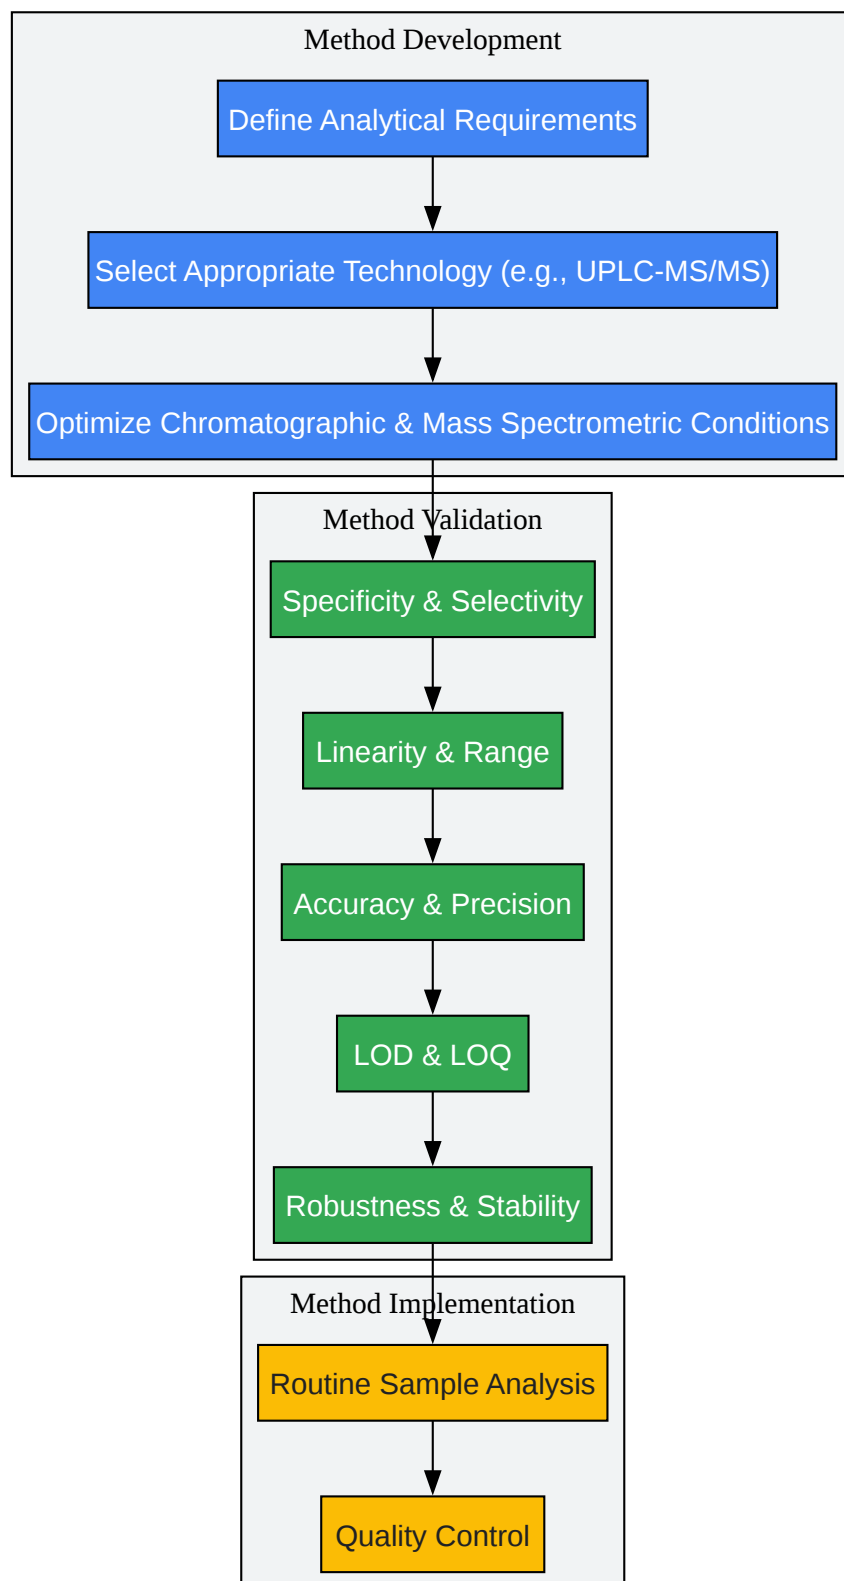 Method Development
Define Analytical Requirements
Select Appropriate Technology (e.g., UPLC-MS/MS)
Optimize Chromatographic & Mass Spectrometric Conditions
Method Validation
Specificity & Selectivity
Linearity & Range
Accuracy & Precision
LOD & LOQ
Robustness & Stability
Method Implementation
Routine Sample Analysis
Quality Control